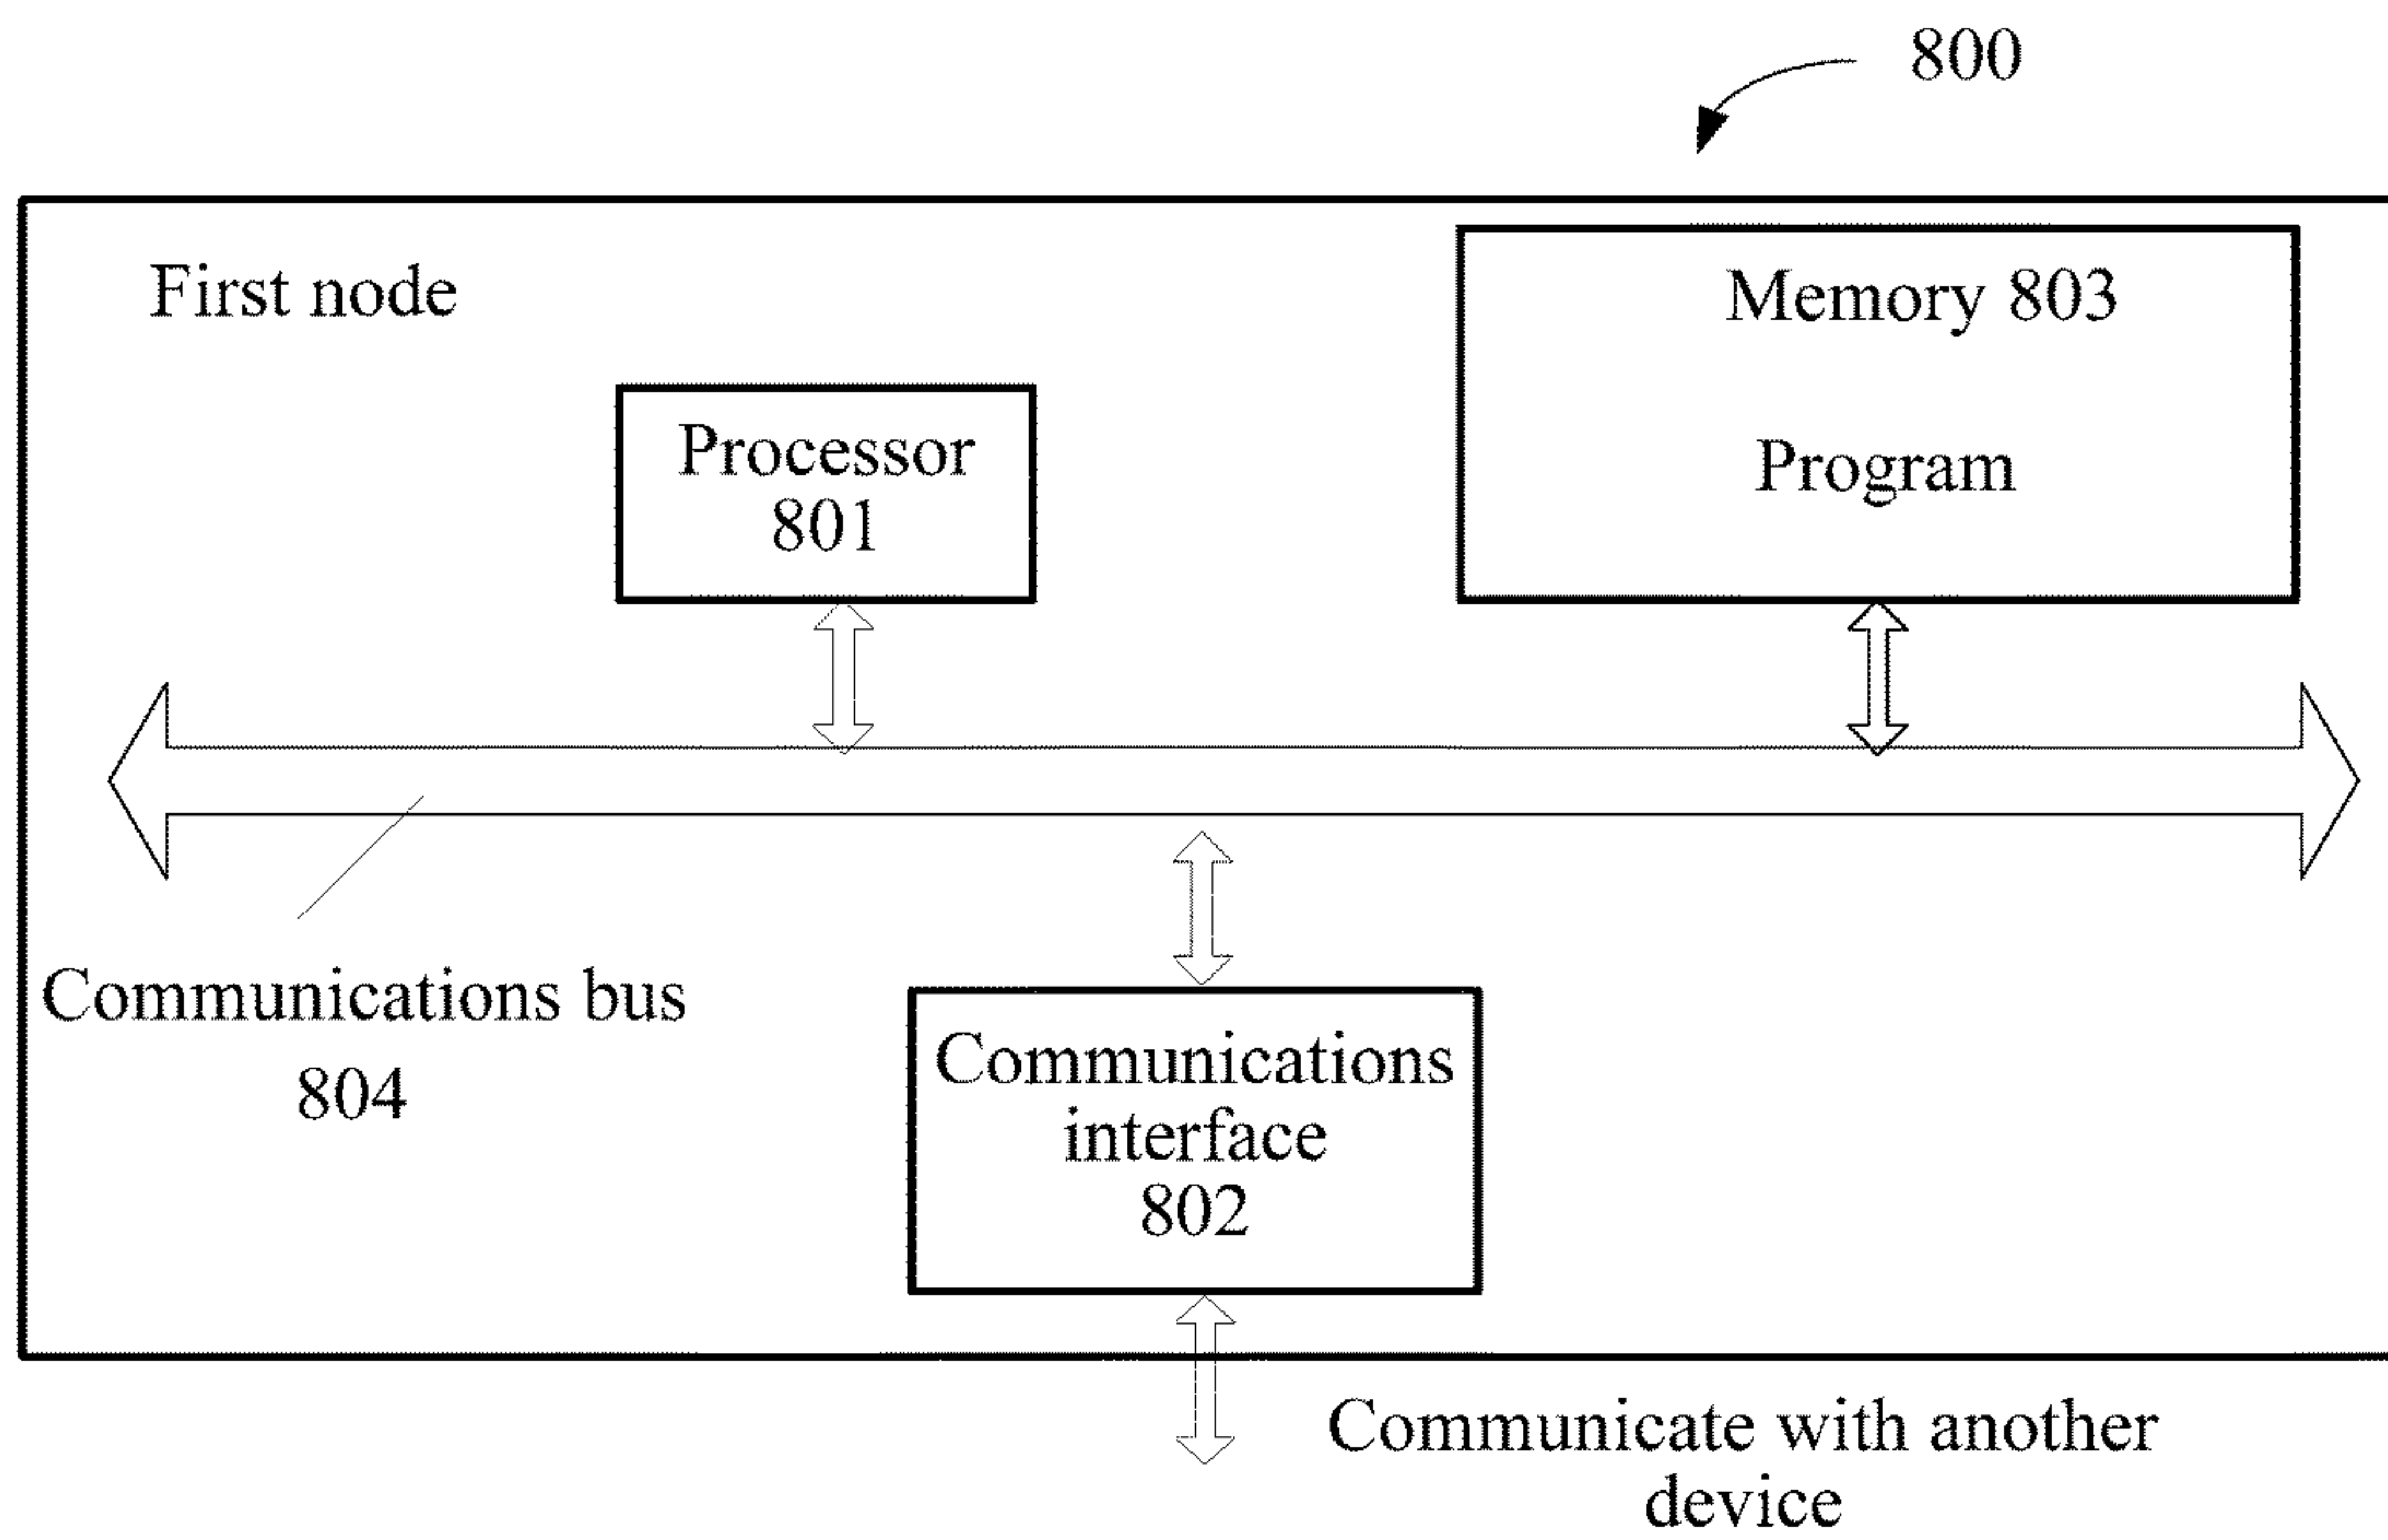 800
First node
Memory 803
Program
Processor
801
Communications bus
804
Communications
interface
802
Communicate with another
device